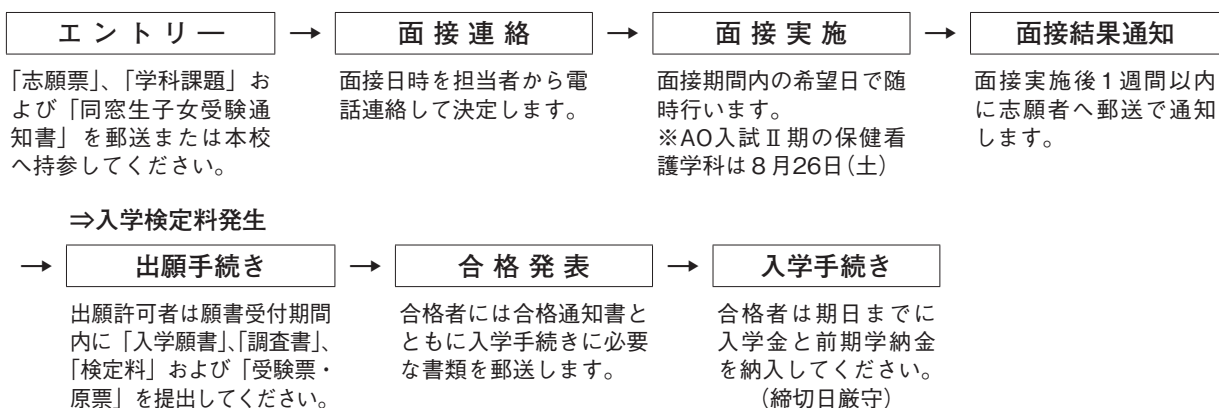 エントリー → 面接連絡 → 面接実施 → 面接結果通知
「志願票」、「学科課題」お
よび「同窓生子女受験通
知書」を郵送または本校
へ持参してください。
面接日時を担当者から電
話連絡して決定します。
面接期間内の希望日で随
時行います。
※AO入試Ⅱ期の保健看
護学科は８月26日（土）
面接実施後１週間以内
に志願者へ郵送で通知
します。
⇒入学検定料発生
→ 出願手続き → 合格発表 → 入学手続き
出願許可者は願書受付期間
内に「入学願書」、「調査書」、
「検定料」および「受験票・
原票」を提出してください。
合格者には合格通知書と
ともに入学手続きに必要
な書類を郵送します。
合格者は期日までに
入学金と前期学納金
を納入してください。
（締切日厳守）